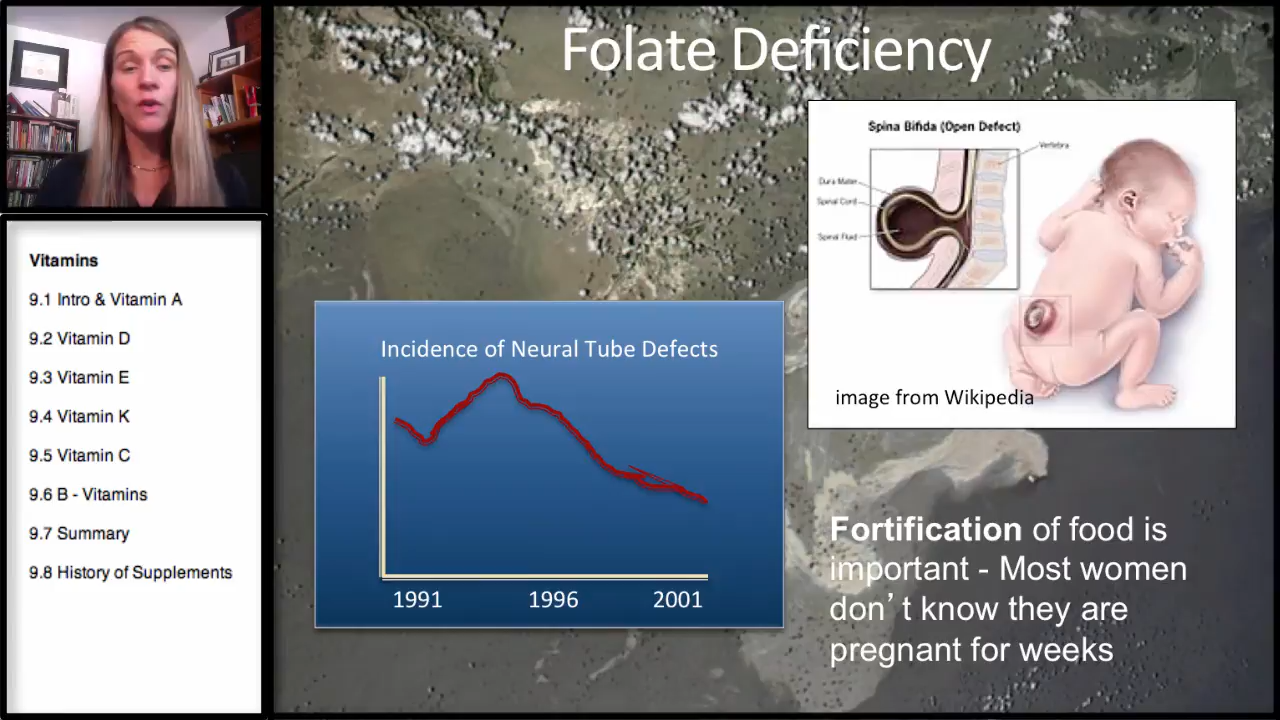 Folate Deficiency
Vitamins
9.1 Intro & Vitamin A
9.2 Vitamin D
9.3 Vitamin E
9.4 Vitamin K
9.5 Vitamin C
9.6 B - Vitamins
9.7 Summary
9.8 History of Supplements
Incidence of Neural Tube Defects
1991 1996 2001
Spina Bifida (Open Defect)
Vertebra
Dura Mater
Spinal Cord
Spinal Fluid
image from Wikipedia
Fortification of food is
important - Most women
don’t know they are
pregnant for weeks